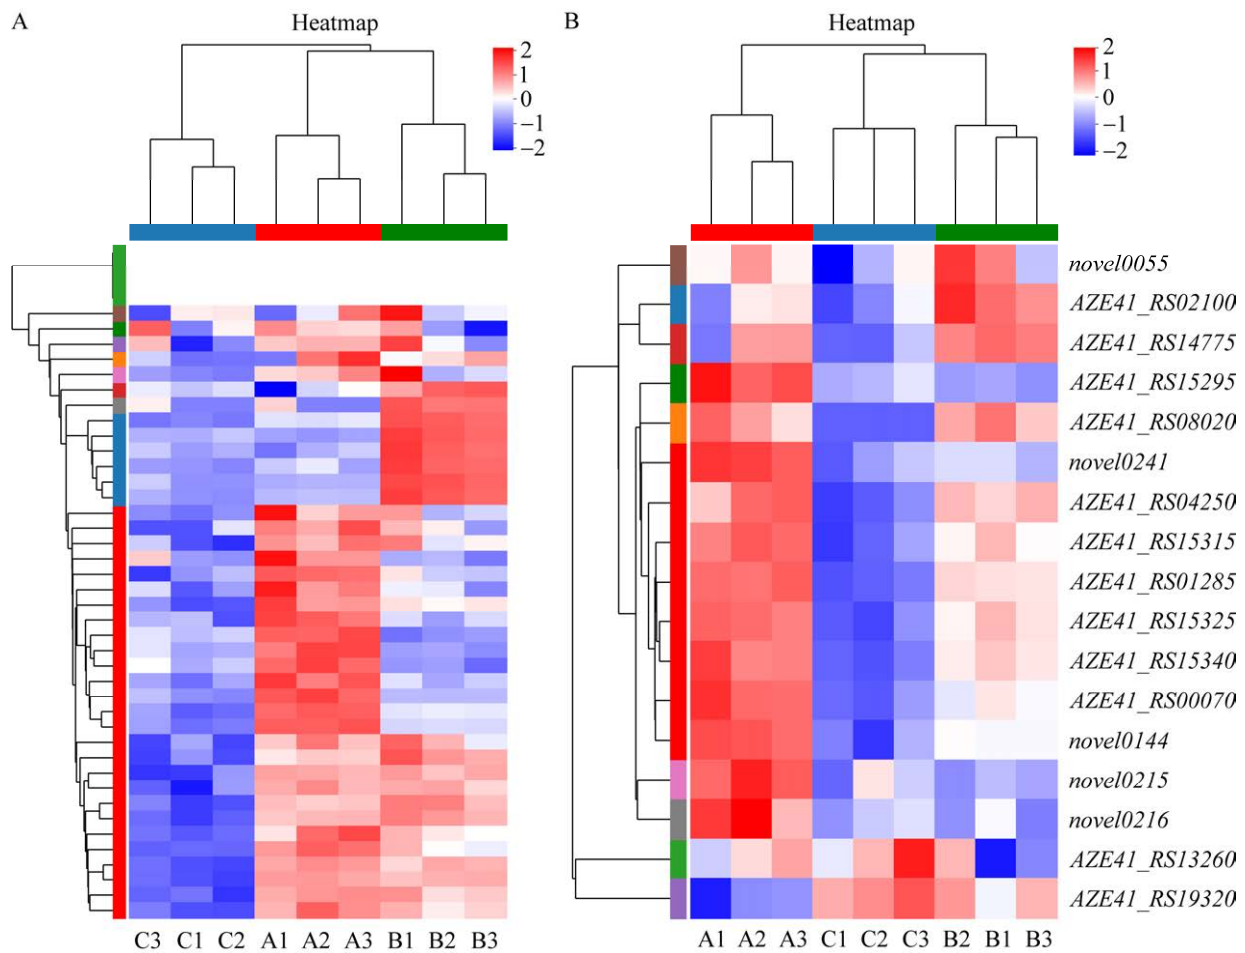 A
Heatmap
2
1
0
−1
−2
C3 C1 C2 A1 A2 A3 B1 B2 B3
B
Heatmap
2
1
0
−1
−2
novel0055
AZE41_RS02100
AZE41_RS14775
AZE41_RS15295
AZE41_RS08020
novel0241
AZE41_RS04250
AZE41_RS15315
AZE41_RS01285
AZE41_RS15325
AZE41_RS15340
AZE41_RS00070
novel0144
novel0215
novel0216
AZE41_RS13260
AZE41_RS19320
A1 A2 A3 C1 C2 C3 B2 B1 B3